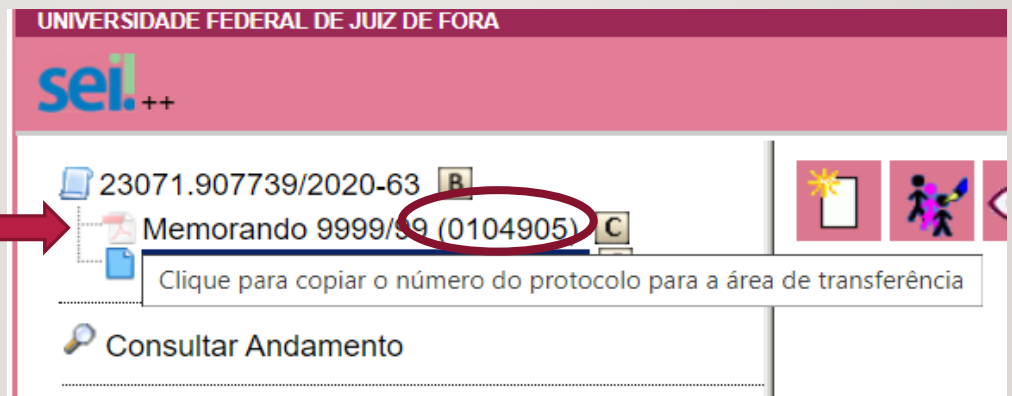 UNIVERSIDADE FEDERAL DE JUIZ DE FORA
sei! ++
23071.907739/2020-63 B
Memorando 9999/99 (0104905) C
Clique para copiar o número do protocolo para a área de transferência
Consultar Andamento